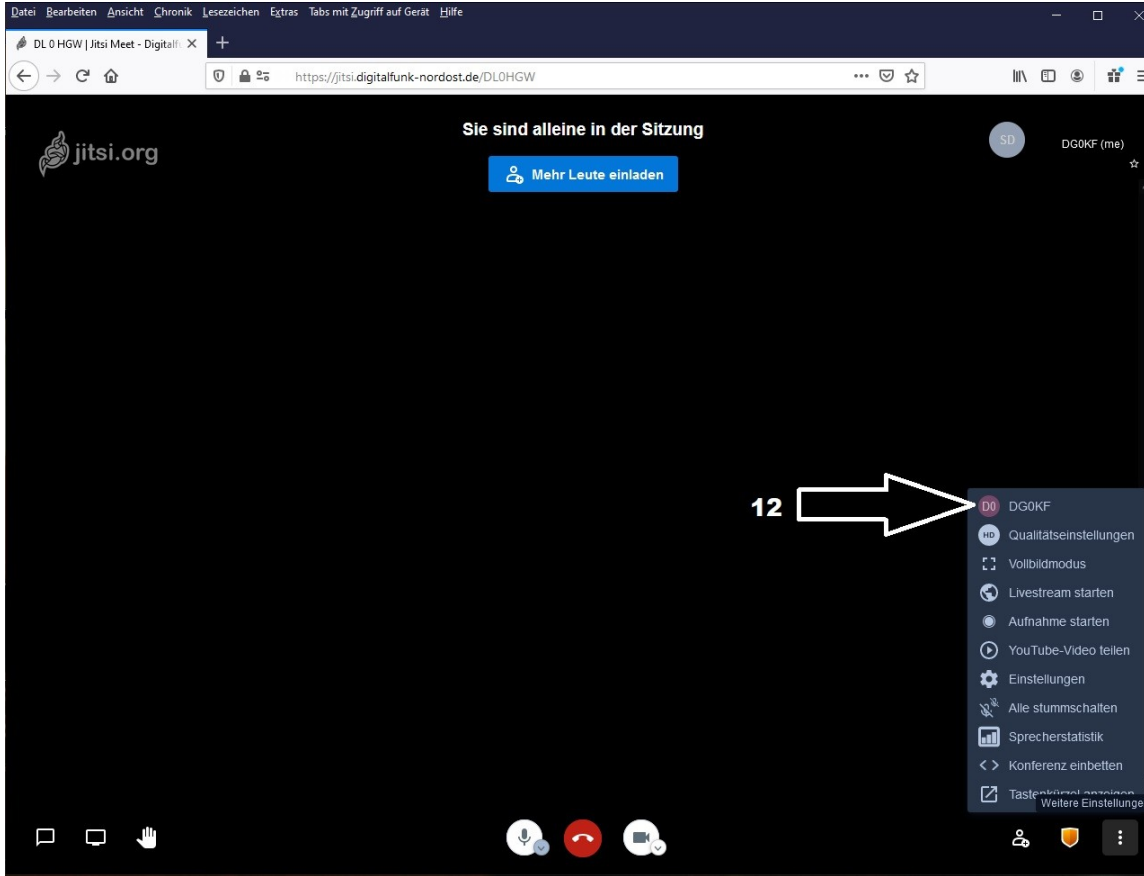 Datei Bearbeiten Ansicht Chronik Lesezeichen Extras Tabs mit Zugriff auf Gerät Hilfe
DL 0 HGW | Jitsi Meet - Digitalfu
https://jitsi.digitalfunk-nordost.de/DL0HGW
jitsi.org
Sie sind alleine in der Sitzung
Mehr Leute einladen
SD
DG0KF (me)
12
D0 DG0KF
HD Qualitätseinstellungen
Vollbildmodus
Livestream starten
Aufnahme starten
YouTube-Video teilen
Einstellungen
Alle stummschalten
Sprecherstatistik
Konferenz einbetten
Tastenkürzel anzeigen
Weitere Einstellunge